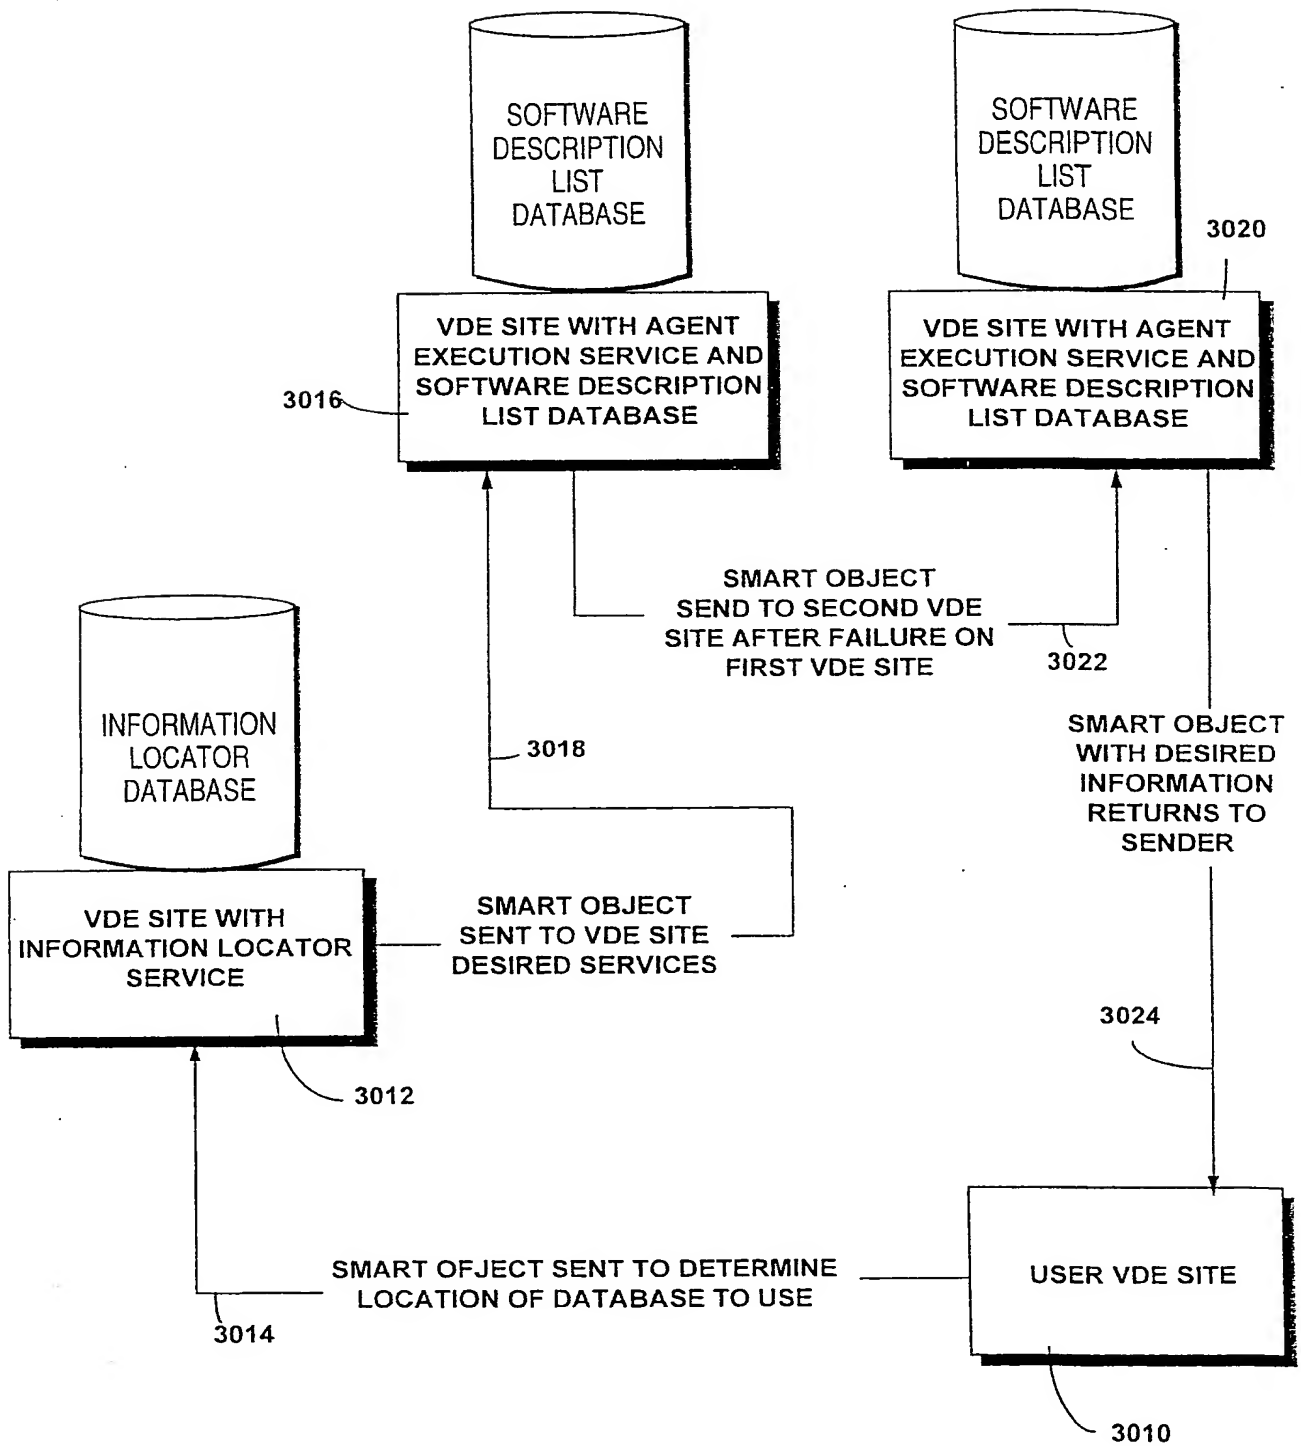 SOFTWARE
DESCRIPTION
LIST
DATABASE
SOFTWARE
DESCRIPTION
LIST
DATABASE
3020
VDE SITE WITH AGENT
EXECUTION SERVICE AND
SOFTWARE DESCRIPTION
LIST DATABASE
3016
VDE SITE WITH AGENT
EXECUTION SERVICE AND
SOFTWARE DESCRIPTION
LIST DATABASE
SMART OBJECT
SEND TO SECOND VDE
SITE AFTER FAILURE ON
FIRST VDE SITE
3022
INFORMATION
LOCATOR
DATABASE
3018
SMART OBJECT
WITH DESIRED
INFORMATION
RETURNS TO
SENDER
VDE SITE WITH
INFORMATION LOCATOR
SERVICE
SMART OBJECT
SENT TO VDE SITE
DESIRED SERVICES
3024
3012
SMART OFJECT SENT TO DETERMINE
LOCATION OF DATABASE TO USE
3014
USER VDE SITE
3010